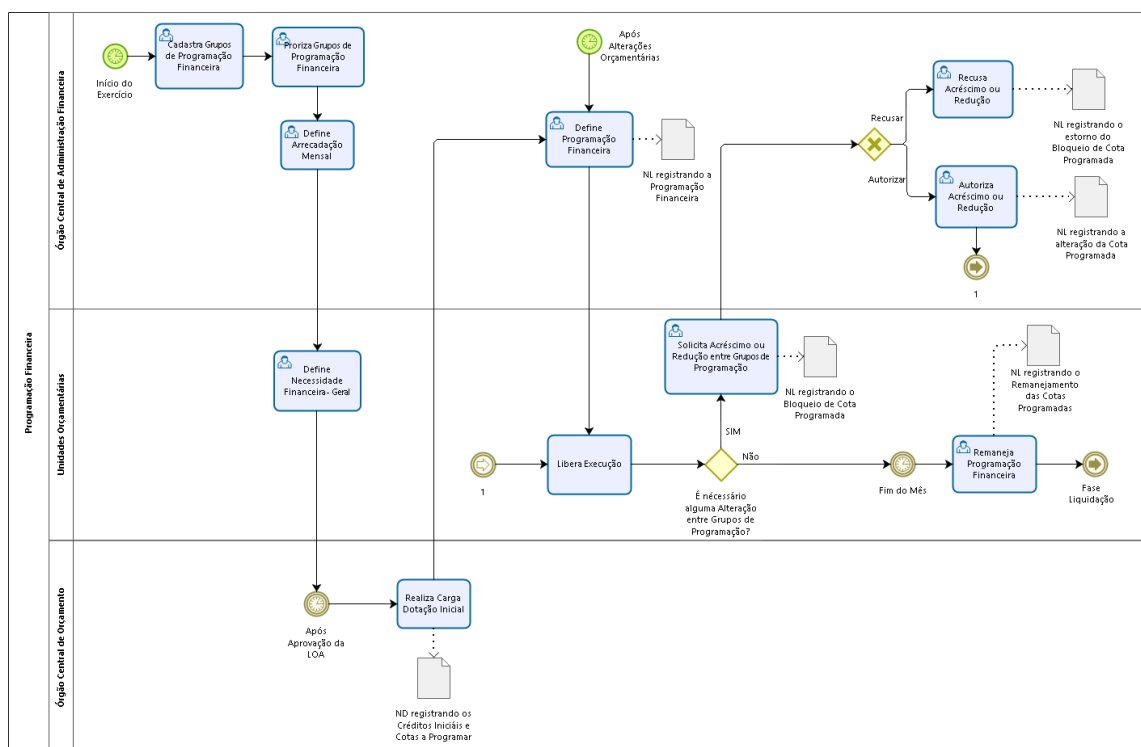 Programação Financeira
Órgão Central de Administração Financeira
Início do
Exercício
Cadastra Grupos
de Programação
Financeira
Proriza Grupos de
Programação
Financeira
Define
Arrecadação
Mensal
Após
Alterações
Orçamentárias
Define
Programação
Financeira
NL registrando a
Programação
Financeira
Recusar
Autorizar
Recusa
Acréscimo ou
Redução
NL registrando o
estorno do
Bloqueio de Cota
Programada
Autoriza
Acréscimo ou
Redução
NL registrando a
alteração da Cota
Programada
1
Unidades Orçamentárias
Define
Necessidade
Financeira- Geral
1
Libera Execução
Solicita Acréscimo ou
Redução entre Grupos de
Programação
NL registrando o
Bloqueio de Cota
Programada
SIM
Não
É nécessário
alguma Alteração
entre Grupos de
Programação?
Fim do Mês
Remaneja
Programação
Financeira
NL registrando o
Remanejamento
das Cotas
Programadas
Fase
Liquidação
Órgão Central de Orçamento
Após
Aprovação da
LOA
Realiza Carga
Dotação Inicial
ND registrando os
Créditos Iniciáis e
Cotas a Programar